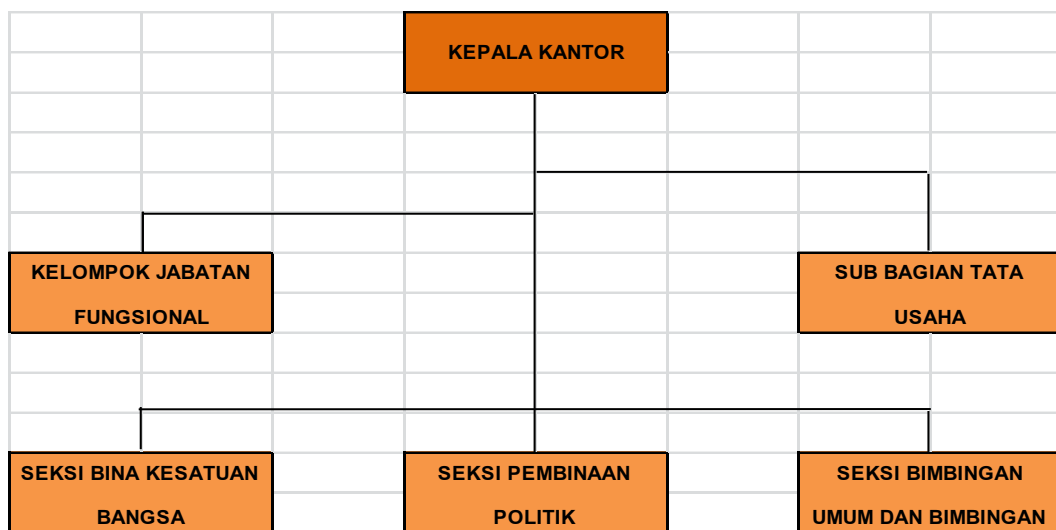 KEPALA KANTOR
KELOMPOK JABATAN
FUNGSIONAL
SUB BAGIAN TATA
USAHA
SEKSI BINA KESATUAN
BANGSA
SEKSI PEMBINAAN
POLITIK
SEKSI BIMBINGAN
UMUM DAN BIMBINGAN